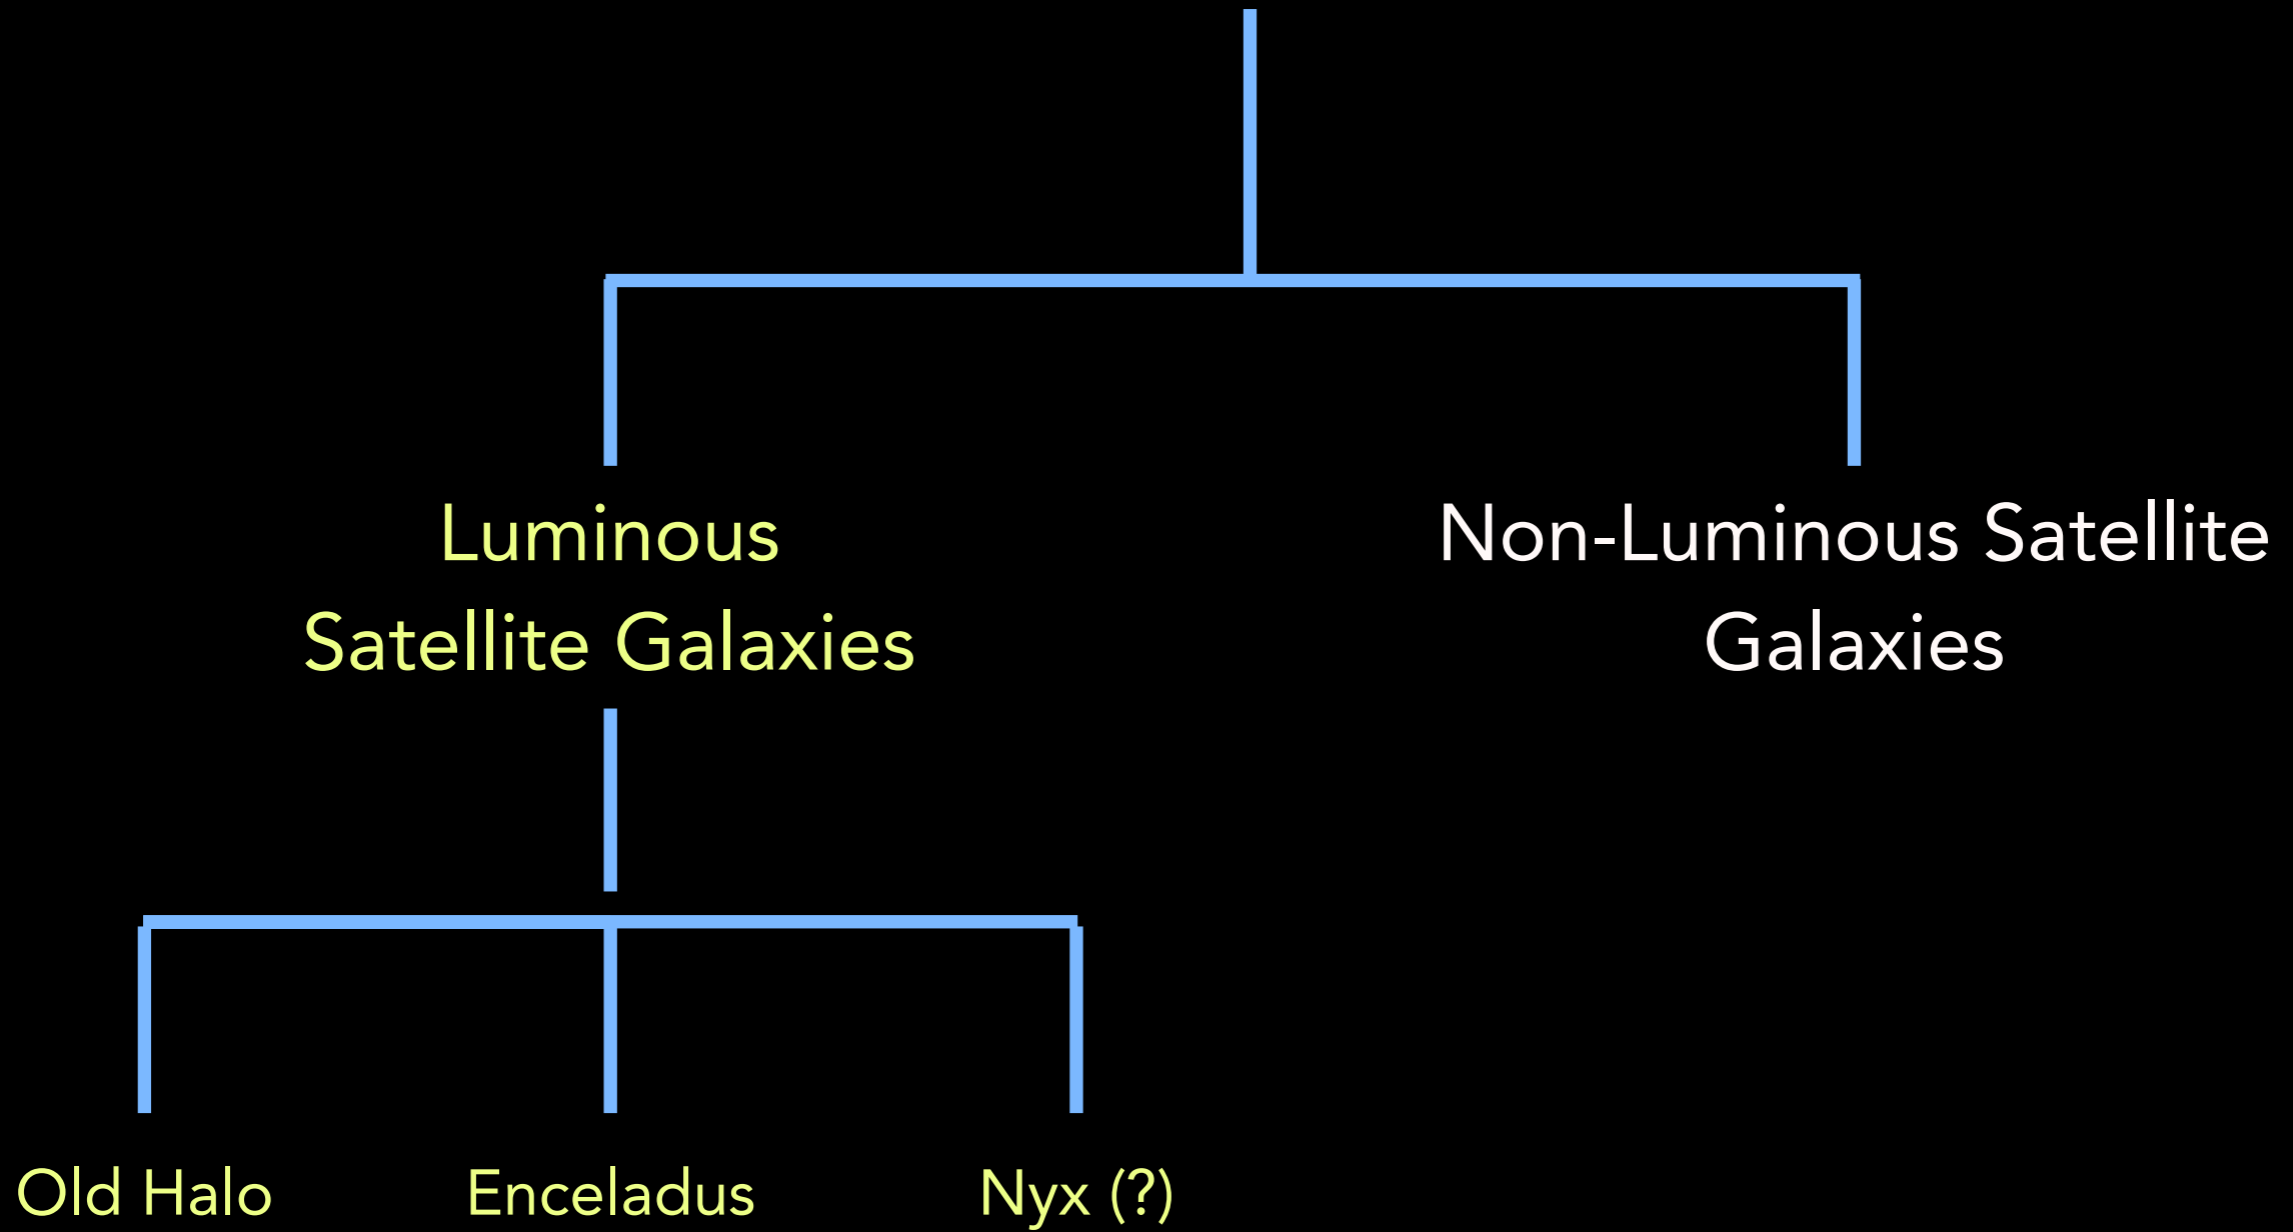 Luminous
Satellite Galaxies
Non-Luminous Satellite
Galaxies
Old Halo
Enceladus
Nyx (?)